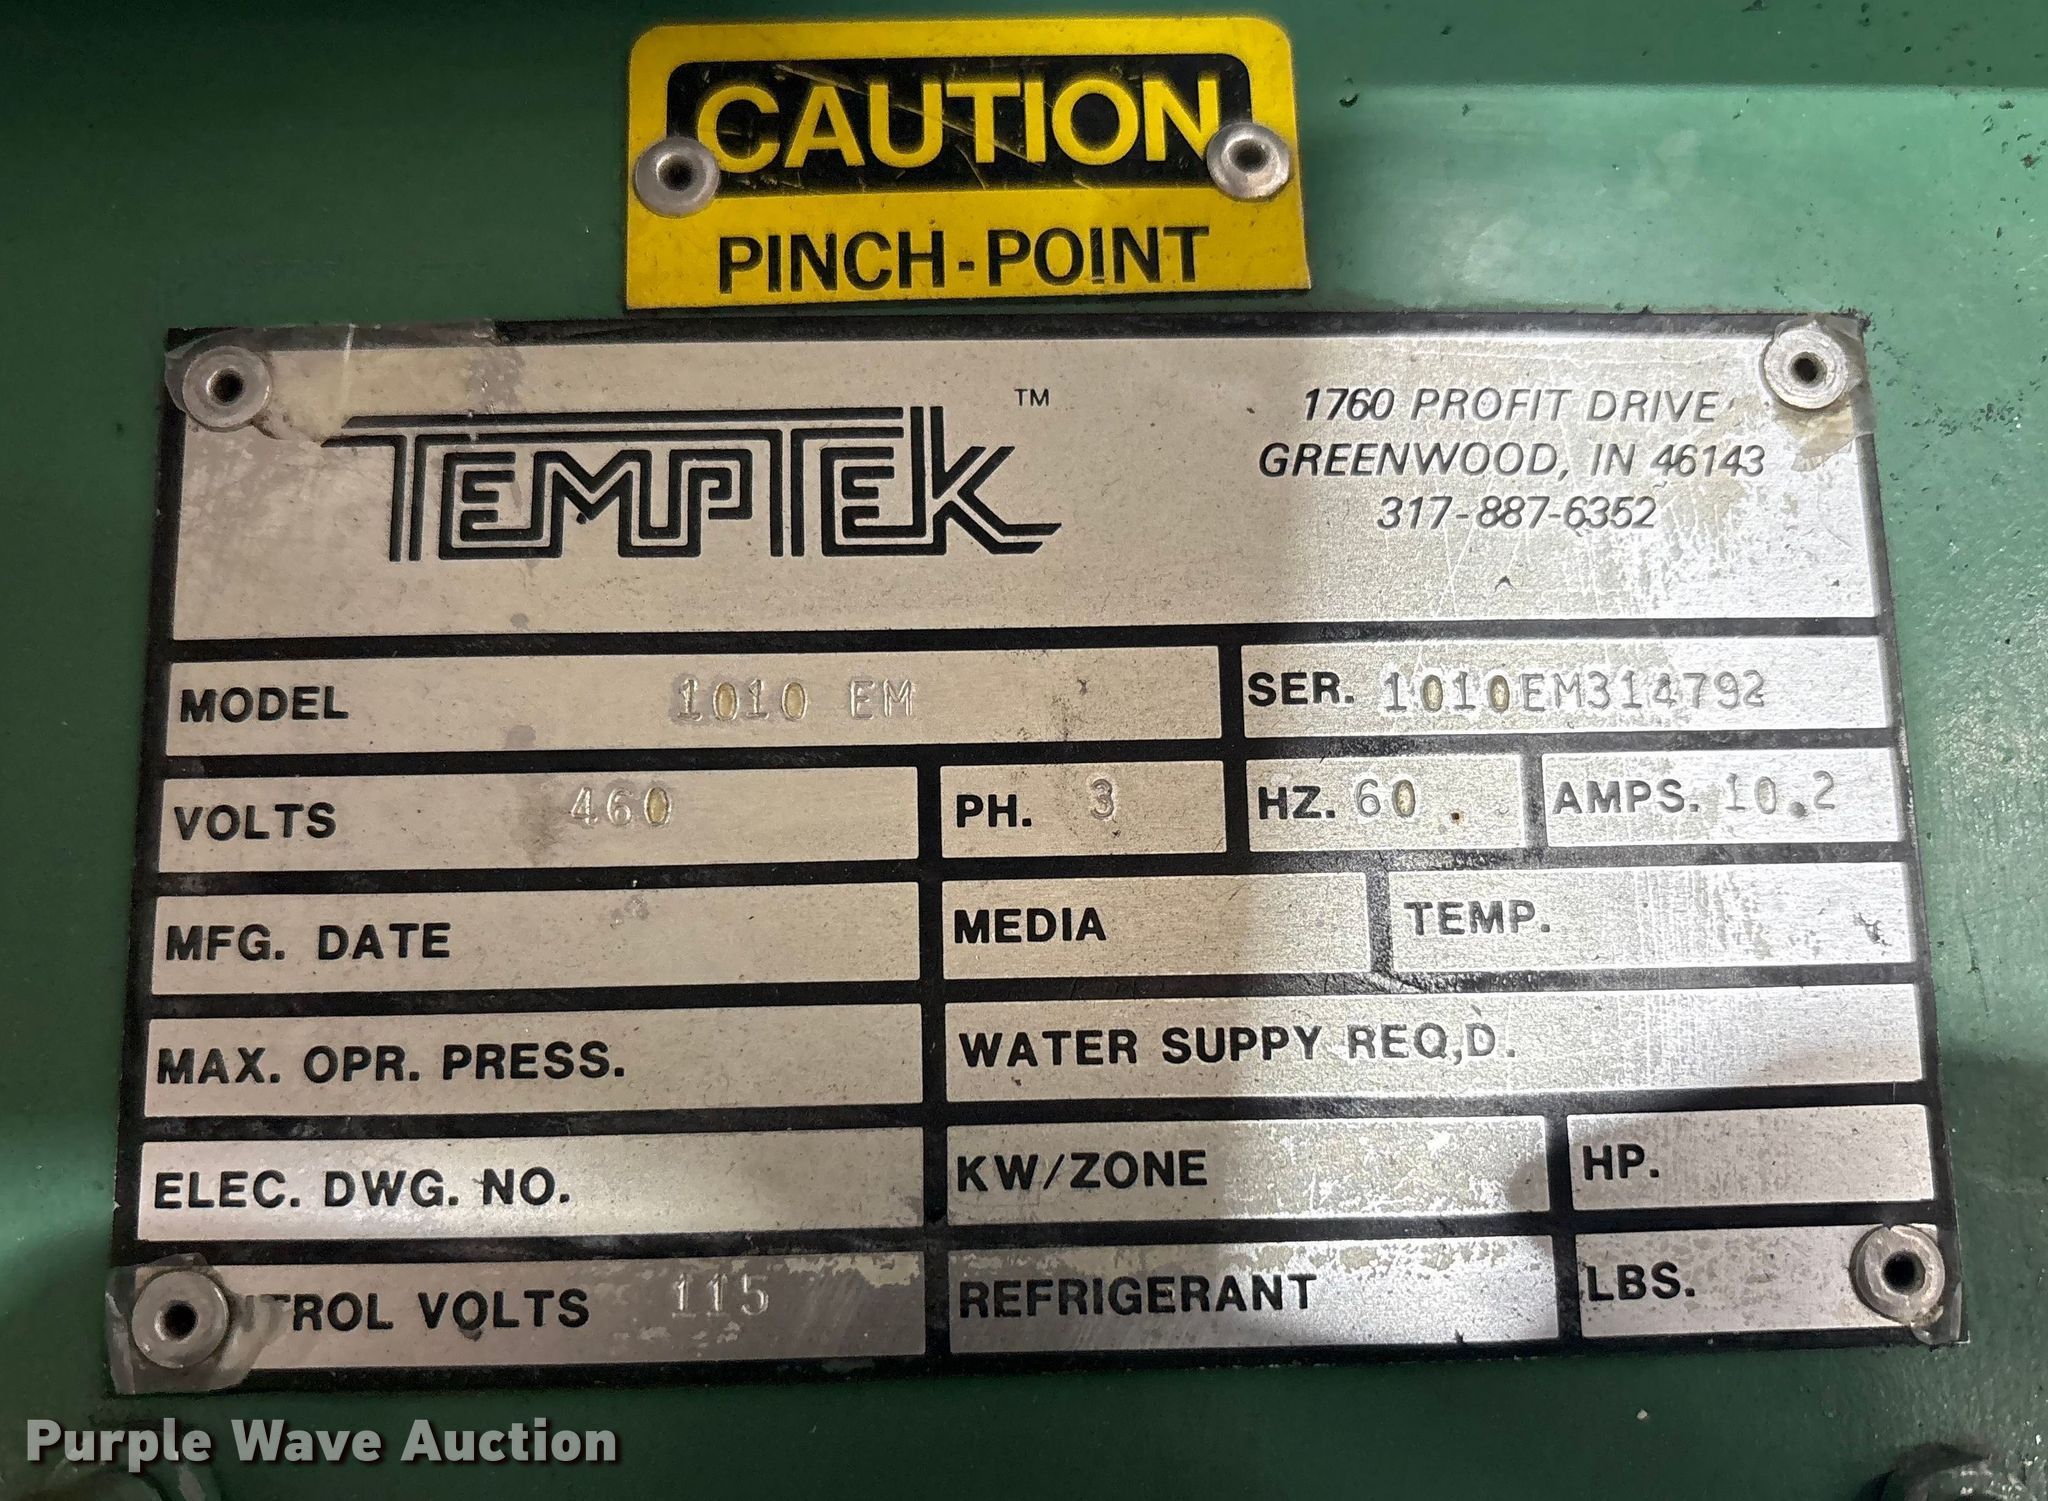 CAUTION
PINCH-POINT
TEMPTEK™
1760 PROFIT DRIVE
GREENWOOD, IN 46143
317-887-6352
MODEL 1010 EM SER. 1010EM314792
VOLTS 460 PH. 3 HZ. 60 AMPS. 10.2
MFG. DATE MEDIA TEMP.
MAX. OPR. PRESS. WATER SUPPY REQ,D.
ELEC. DWG. NO. KW/ZONE HP.
NTROL VOLTS 115 REFRIGERANT LBS.
Purple Wave Auction